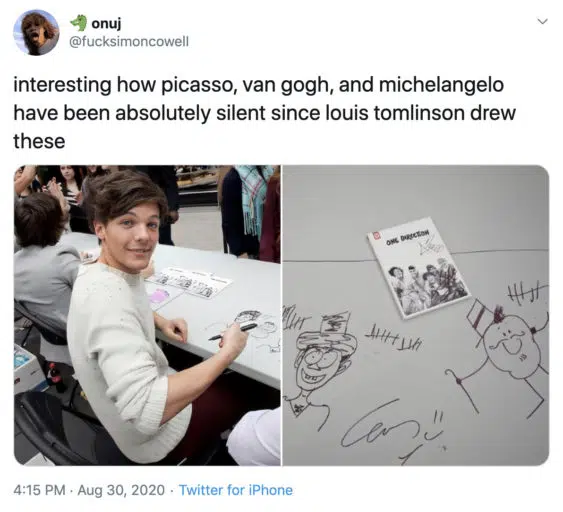 onuj
@fucksimoncowell
interesting how picasso, van gogh, and michelangelo
have been absolutely silent since louis tomlinson drew
these
ONE DIRECTION
4:15 PM · Aug 30, 2020 · Twitter for iPhone